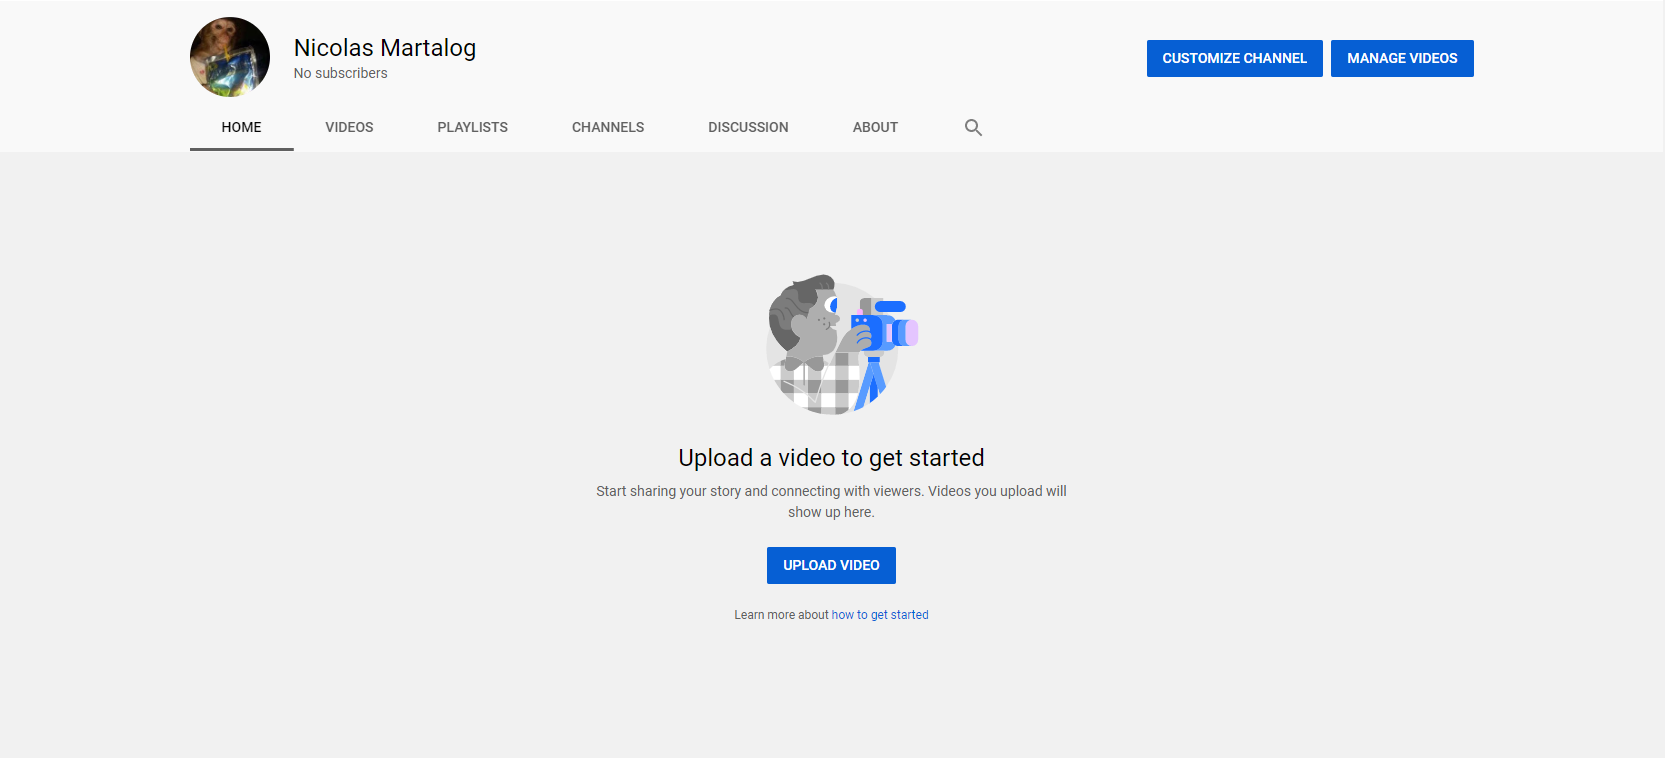 Nicolas Martalog
No subscribers
CUSTOMIZE CHANNEL
MANAGE VIDEOS
HOME
VIDEOS
PLAYLISTS
CHANNELS
DISCUSSION
ABOUT
Upload a video to get started
Start sharing your story and connecting with viewers. Videos you upload will
show up here.
UPLOAD VIDEO
Learn more about how to get started